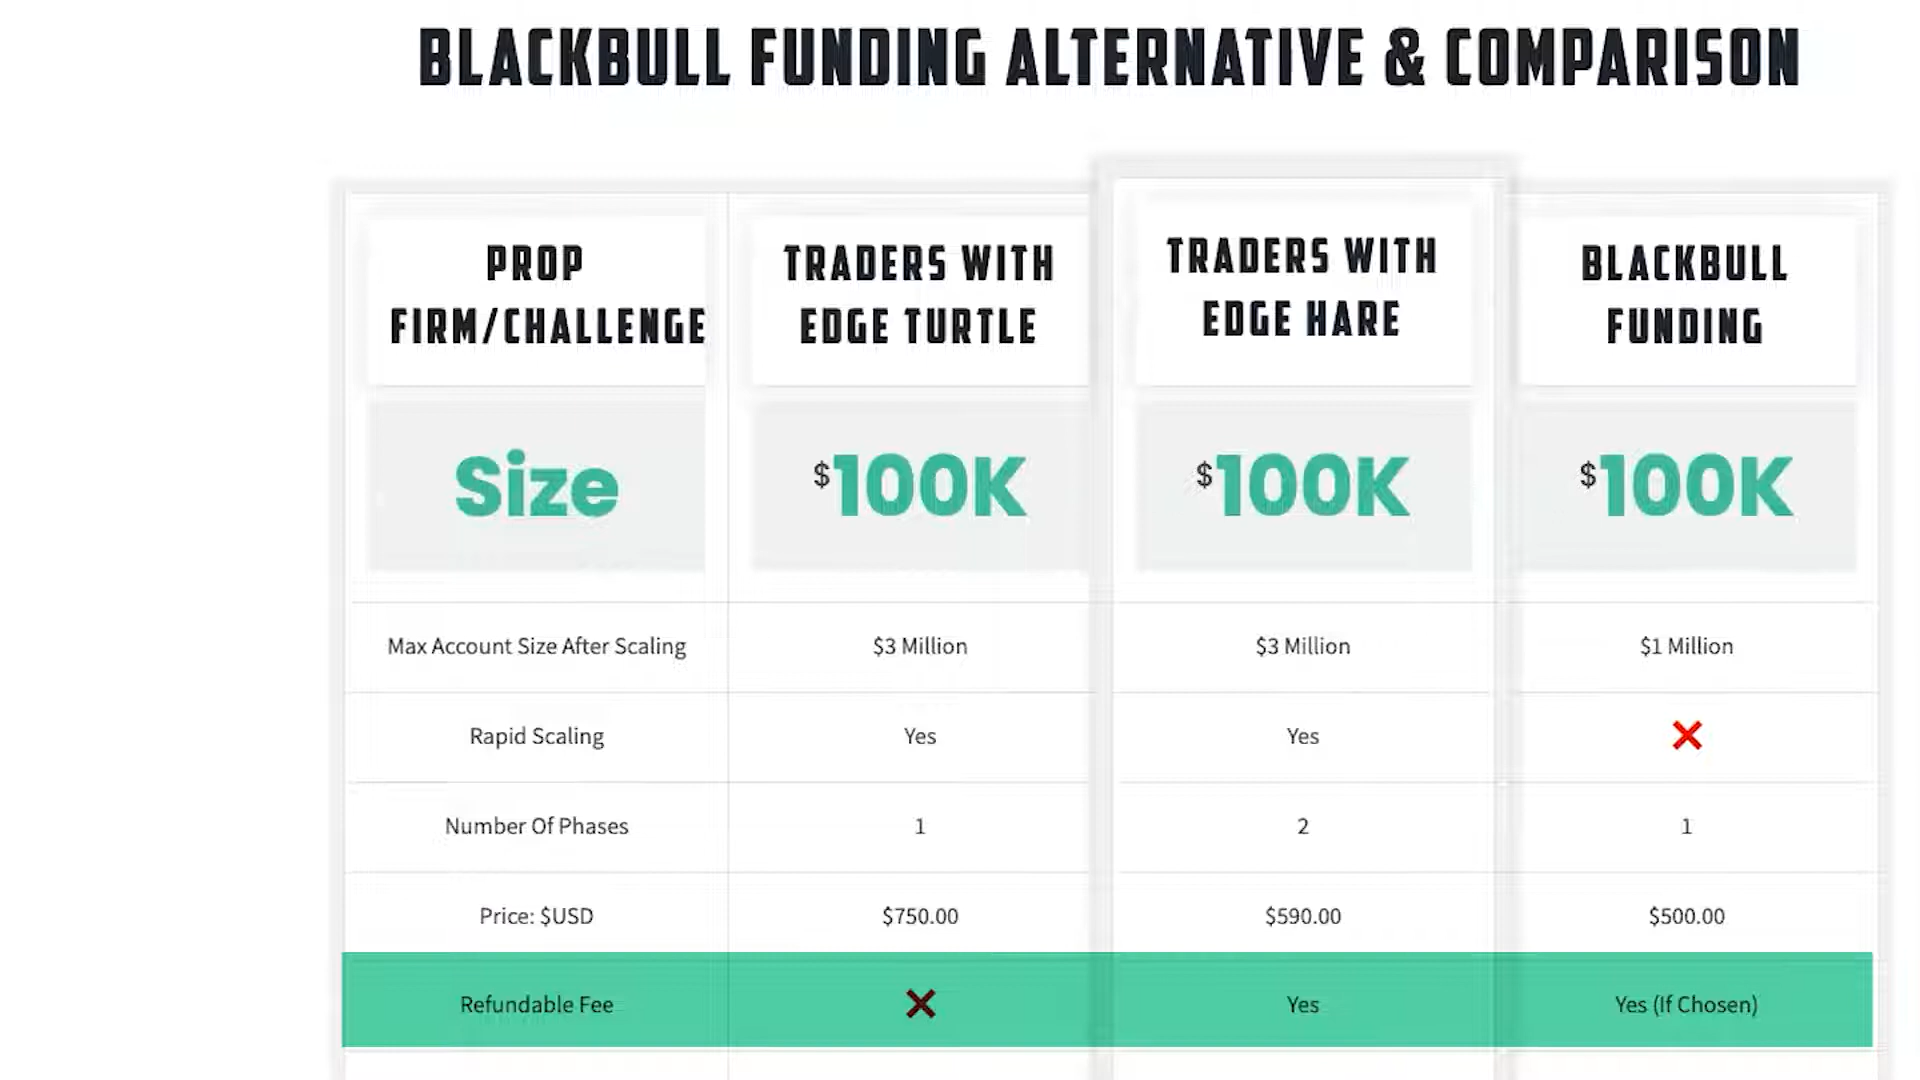 BLACKBULL FUNDING ALTERNATIVE & COMPARISON
PROP
FIRM/CHALLENGE
TRADERS WITH
EDGE TURTLE
TRADERS WITH
EDGE HARE
BLACKBULL
FUNDING
Size
$100K
$100K
$100K
Max Account Size After Scaling
$3 Million
$3 Million
$1 Million
Rapid Scaling
Yes
Yes
Number Of Phases
1
2
1
Price: $USD
$750.00
$590.00
$500.00
Refundable Fee
Yes
Yes (If Chosen)